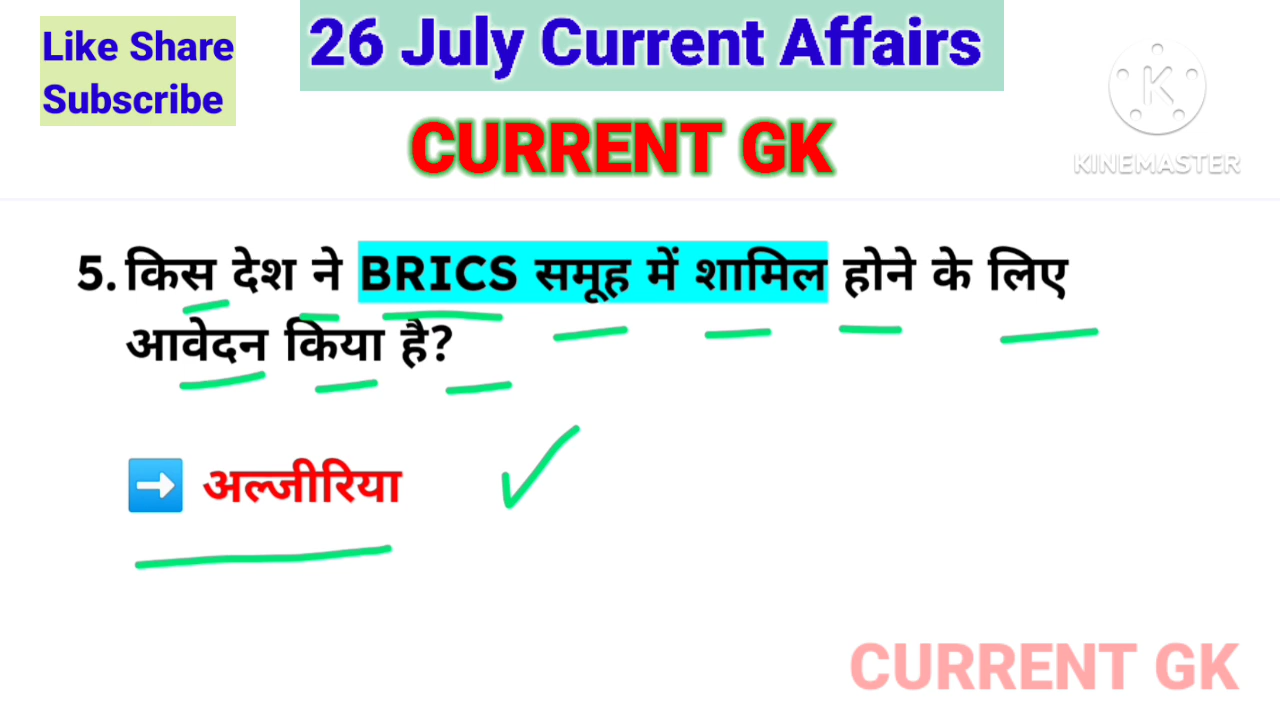 Like Share
Subscribe
26 July Current Affairs
CURRENT GK
KINEMASTER
5. किस देश ने BRICS समूह में शामिल होने के लिए
आवेदन किया है?
➡️ अल्जीरिया
CURRENT GK